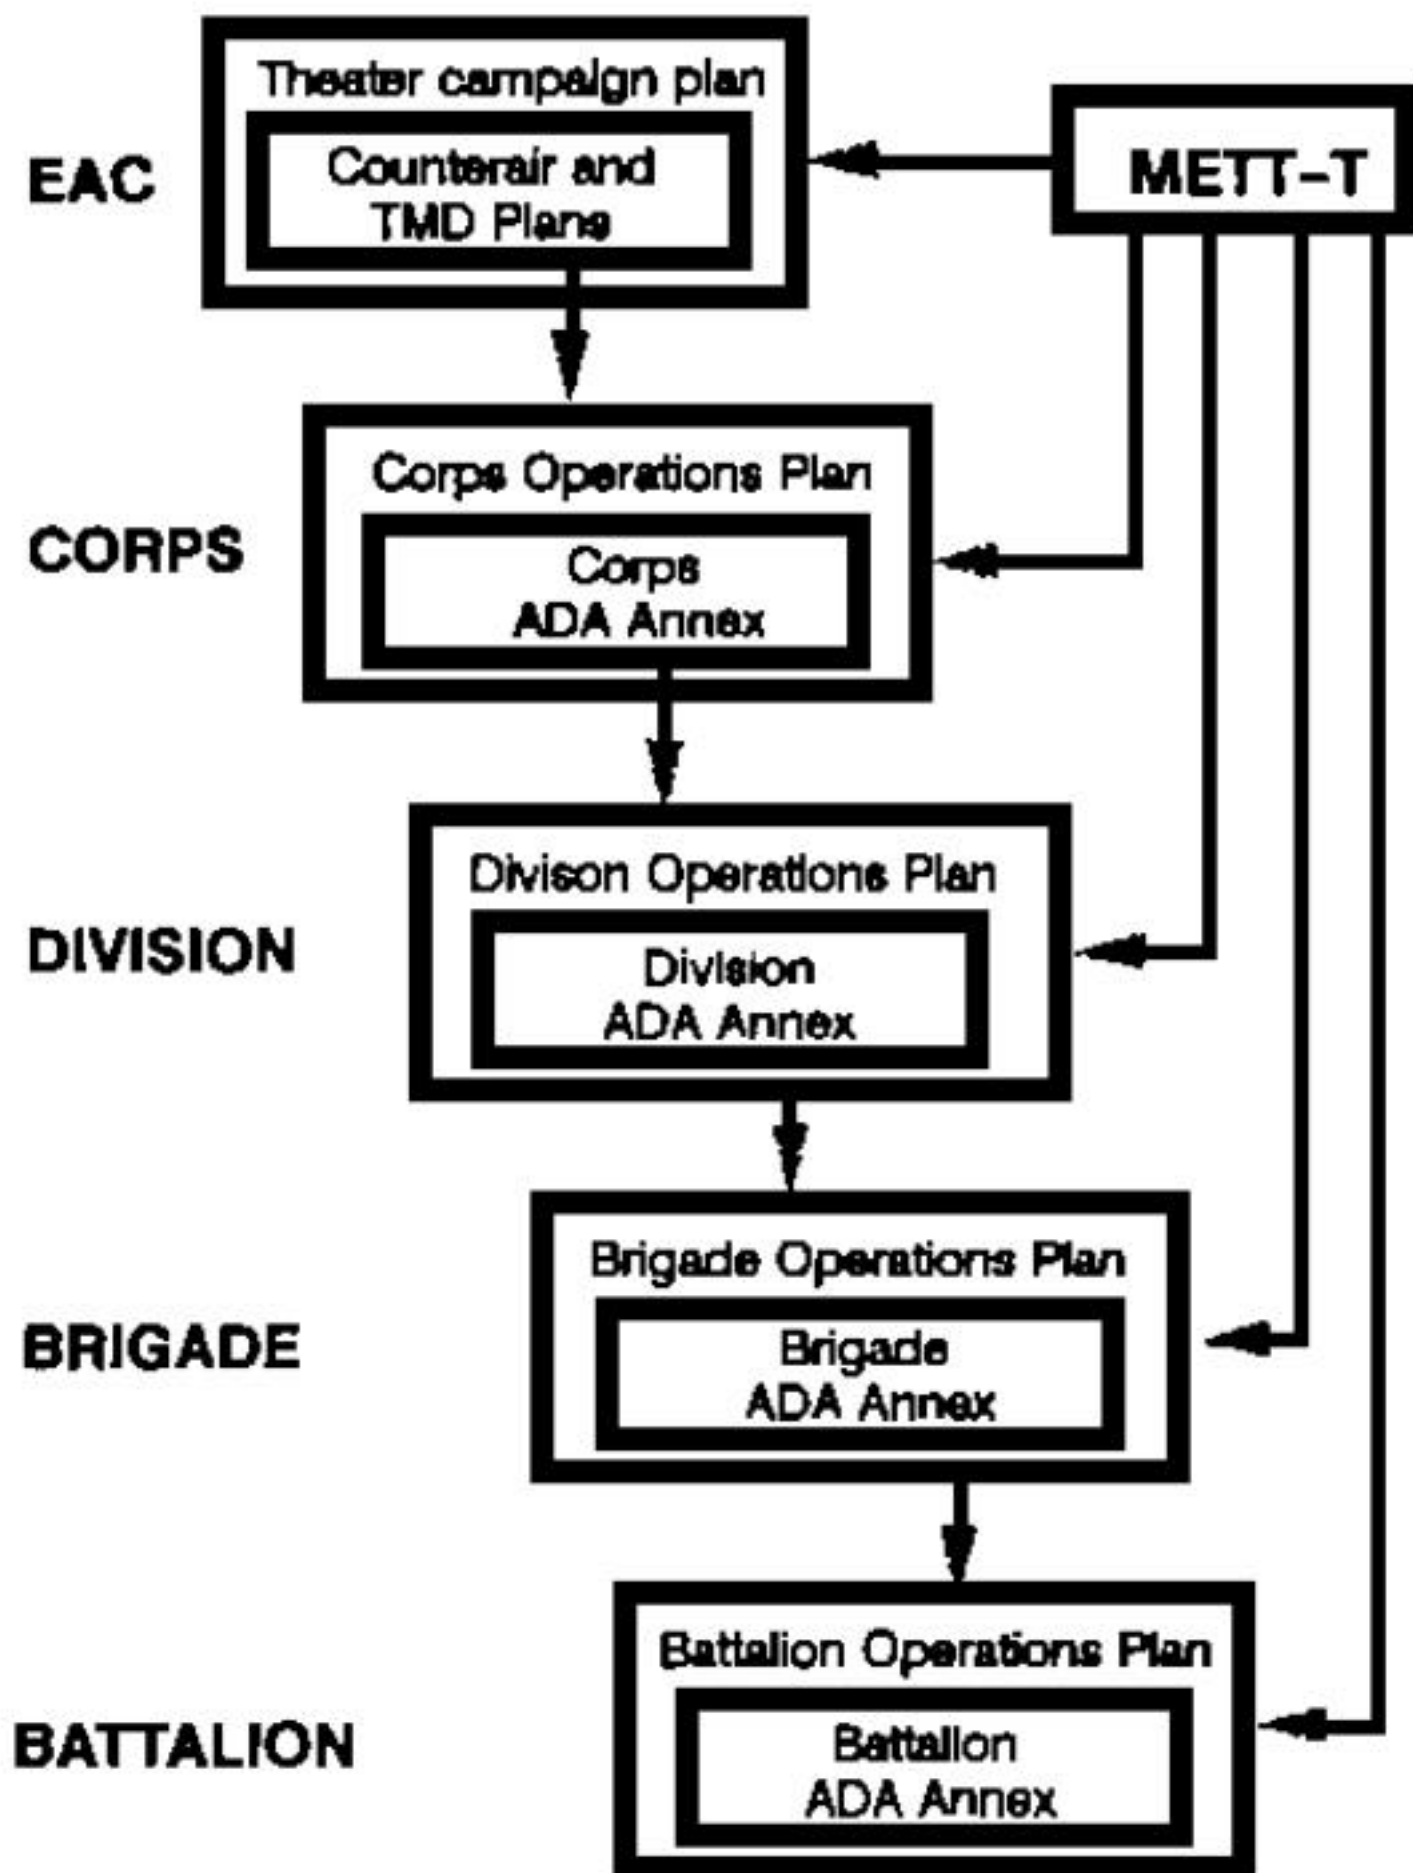 Theater campaign plan
EAC
Counterair and
TMD Plans
METT-T
Corps Operations Plan
CORPS
Corps
ADA Annex
Divison Operations Plan
DIVISION
Division
ADA Annex
Brigade Operations Plan
BRIGADE
Brigade
ADA Annex
Battalion Operations Plan
BATTALION
Battalion
ADA Annex